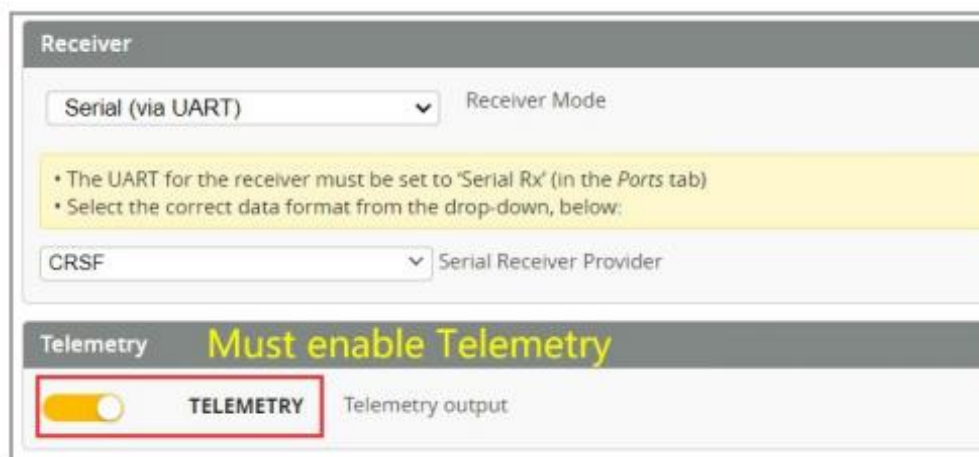 Receiver
Serial (via UART) Receiver Mode
• The UART for the receiver must be set to 'Serial Rx' (in the Ports tab)
• Select the correct data format from the drop-down, below:
CRSF Serial Receiver Provider
Telemetry Must enable Telemetry
TELEMETRY Telemetry output